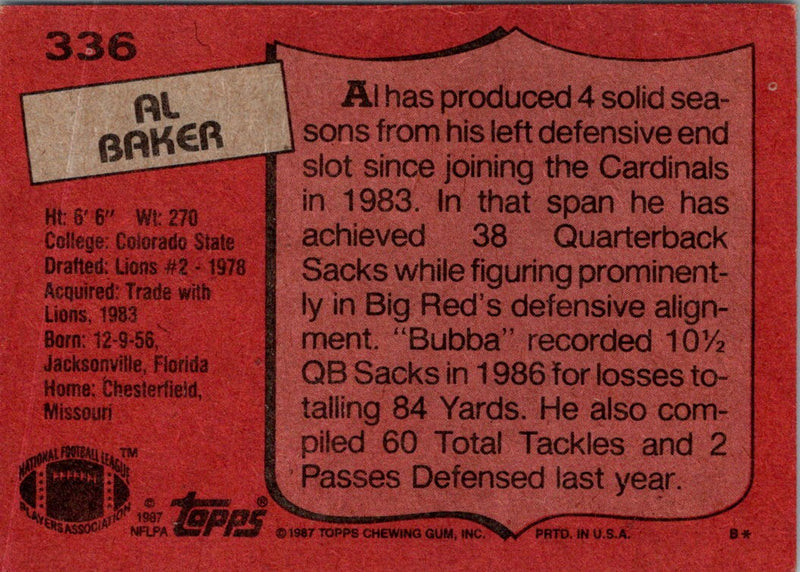 336
AL
BAKER
Ht: 6' 6" Wt: 270
College: Colorado State
Drafted: Lions #2 - 1978
Acquired: Trade with
Lions, 1983
Born: 12-9-56,
Jacksonville, Florida
Home: Chesterfield,
Missouri
Al has produced 4 solid sea-
sons from his left defensive end
slot since joining the Cardinals
in 1983. In that span he has
achieved 38 Quarterback
Sacks while figuring prominent-
ly in Big Red's defensive align-
ment. "Bubba" recorded 10½
QB Sacks in 1986 for losses to-
talling 84 Yards. He also com-
piled 60 Total Tackles and 2
Passes Defensed last year.
NATIONAL FOOTBALL LEAGUE ™
PLAYERS ASSOCIATION
© 1987
NFLPA
topps®
© 1987 TOPPS CHEWING GUM, INC. PRTD. IN U.S.A. B*